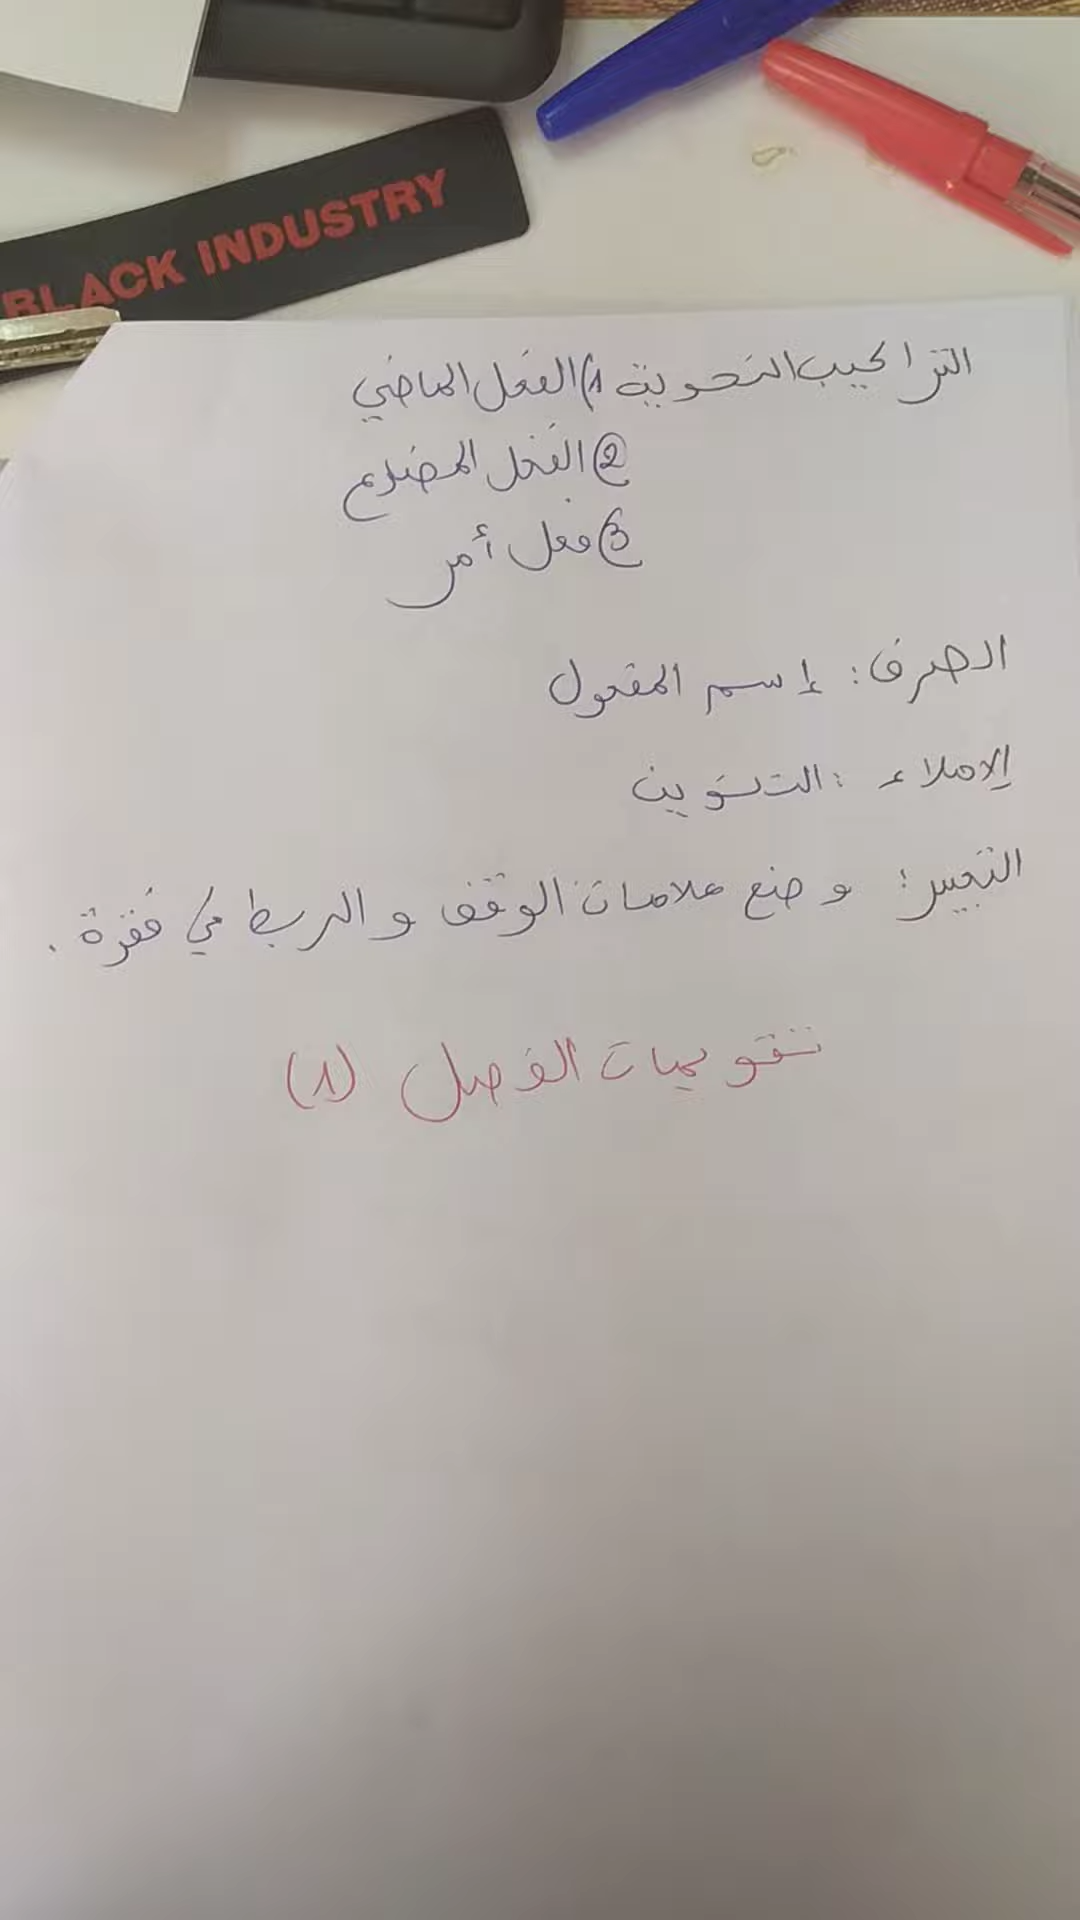 BLACK INDUSTRY
التراكيب النحوية 1) الفعل الماضي
2) الفعل المضارع
3) فعل أمر
الصرف: إسم المفعول
الإملاء: التنوين
التعبير: وضع علامات الوقف والربط في فقرة.
تقويمات الفصل (1)